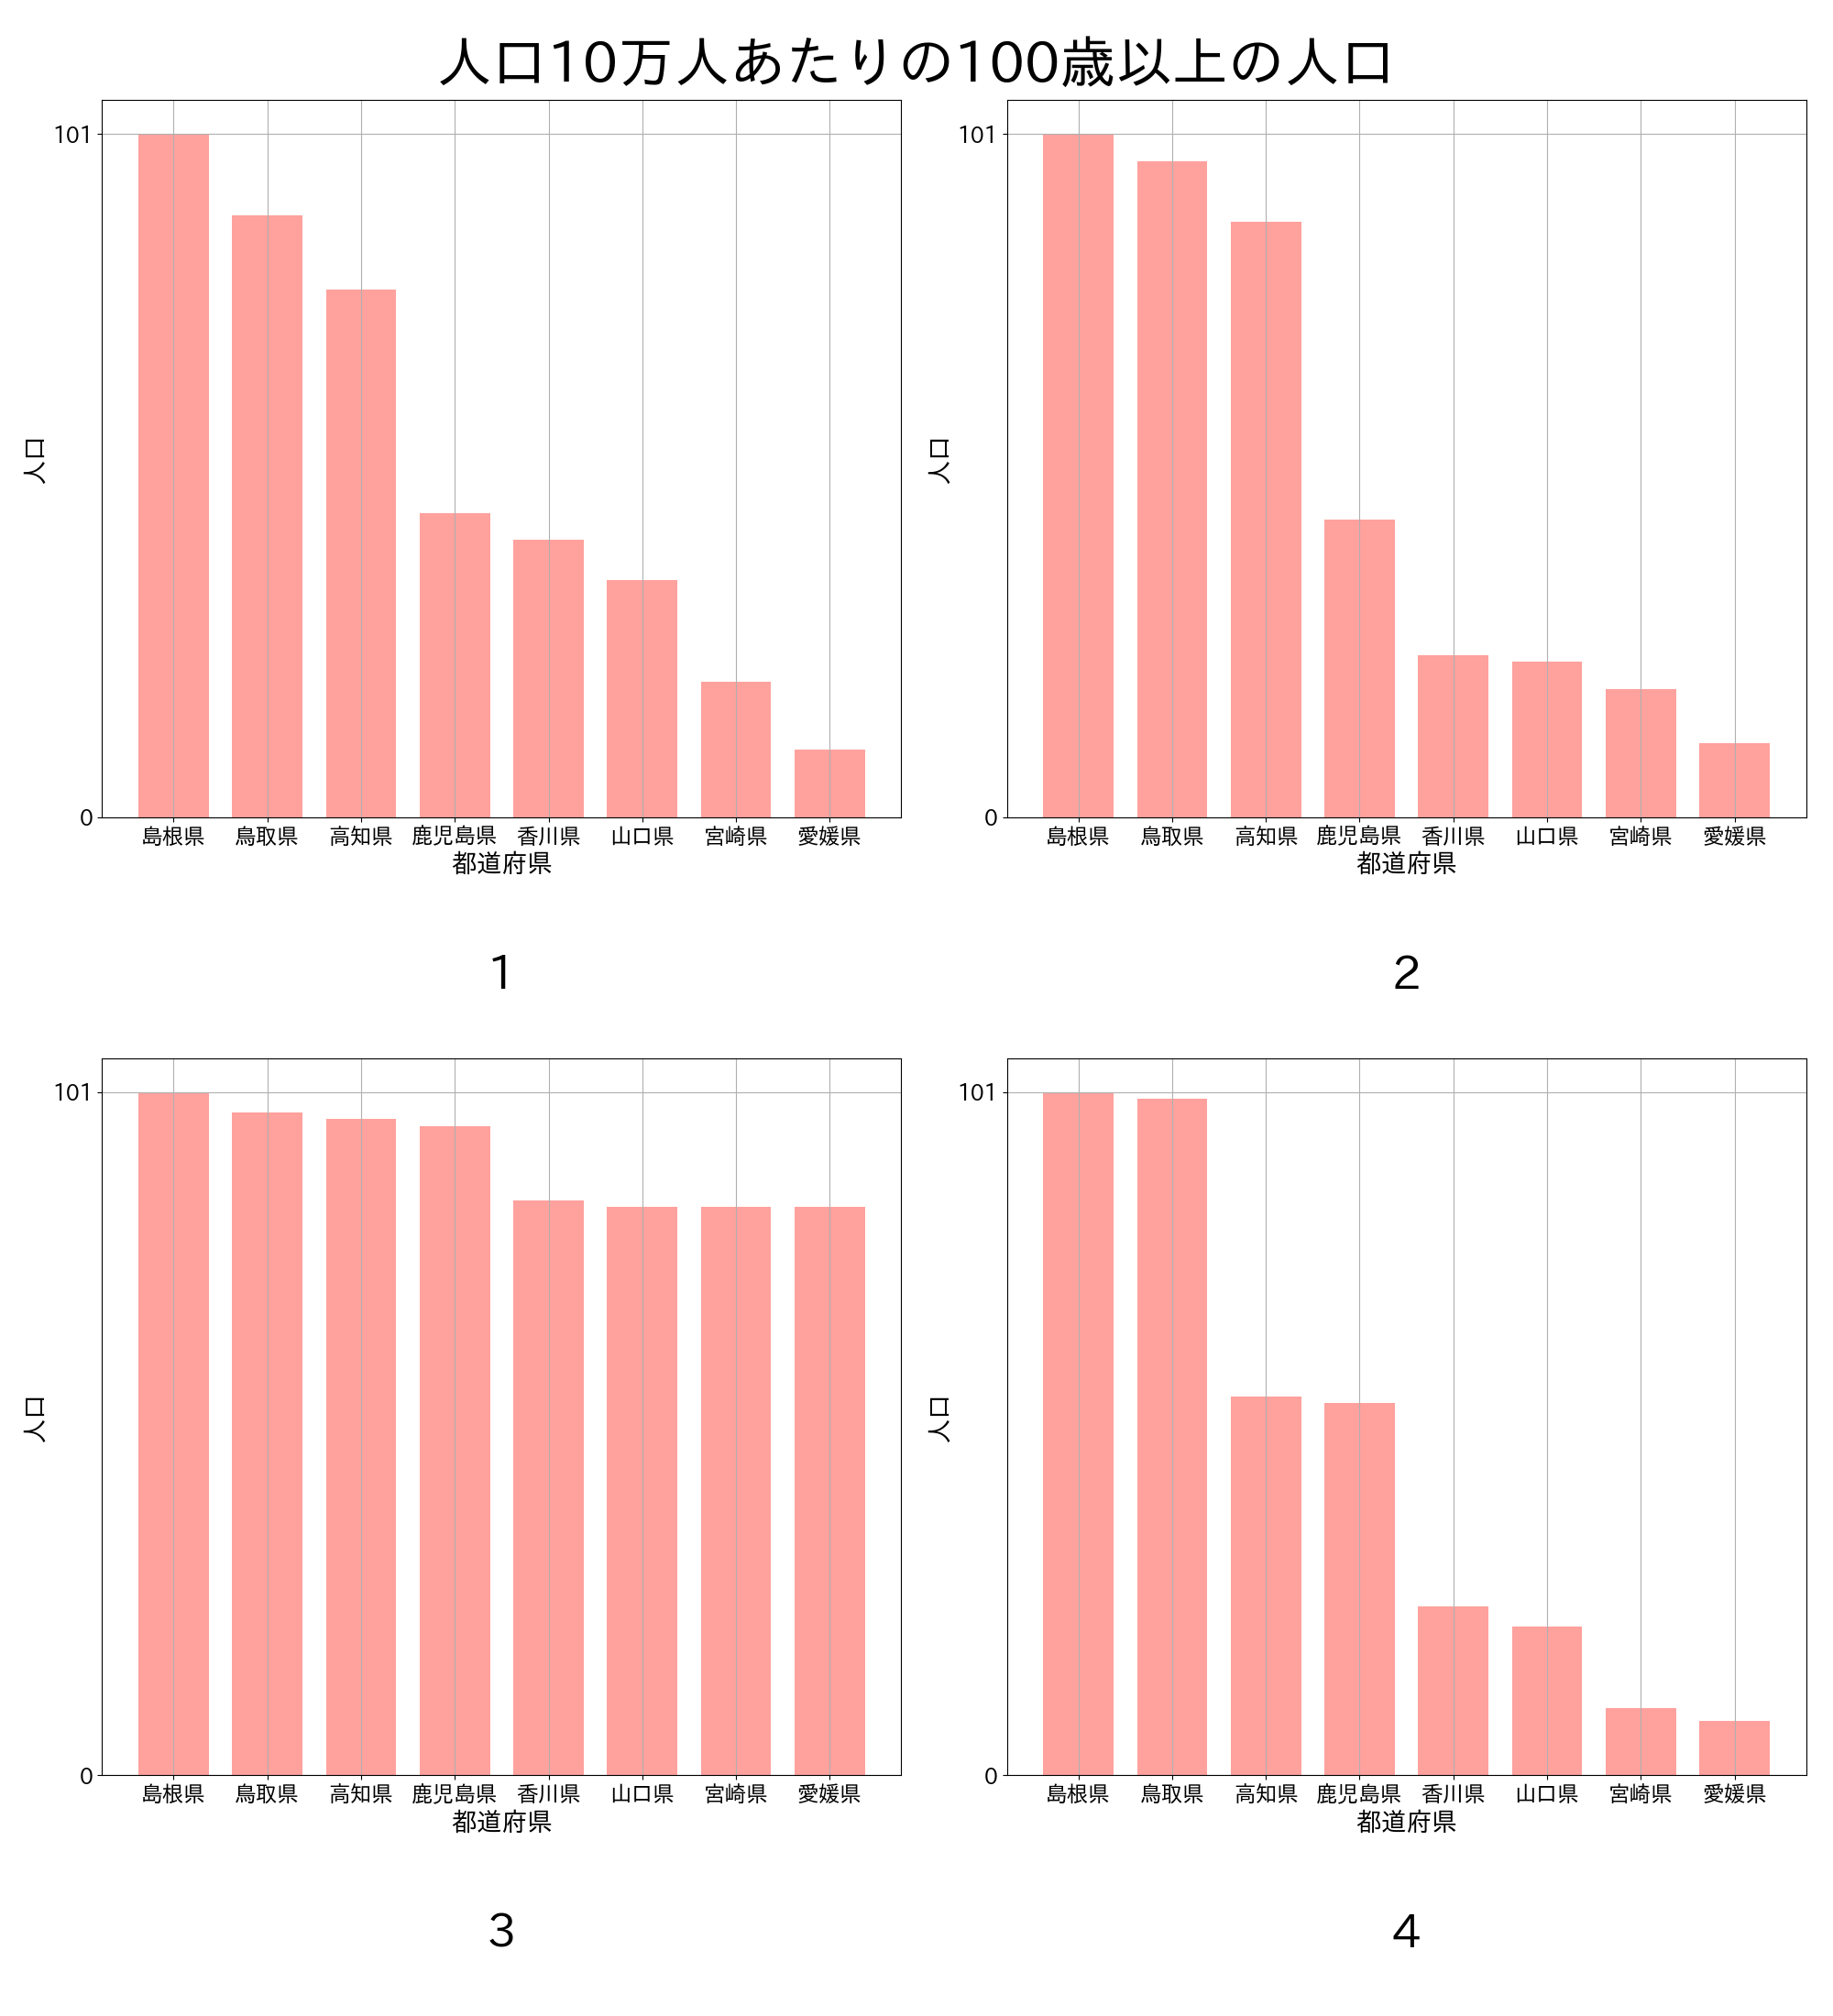 人口10万人あたりの100歳以上の人口
101
0
人口
島根県 鳥取県 高知県 鹿児島県 香川県 山口県 宮崎県 愛媛県
都道府県
1
101
0
人口
島根県 鳥取県 高知県 鹿児島県 香川県 山口県 宮崎県 愛媛県
都道府県
2
101
0
人口
島根県 鳥取県 高知県 鹿児島県 香川県 山口県 宮崎県 愛媛県
都道府県
3
101
0
人口
島根県 鳥取県 高知県 鹿児島県 香川県 山口県 宮崎県 愛媛県
都道府県
4